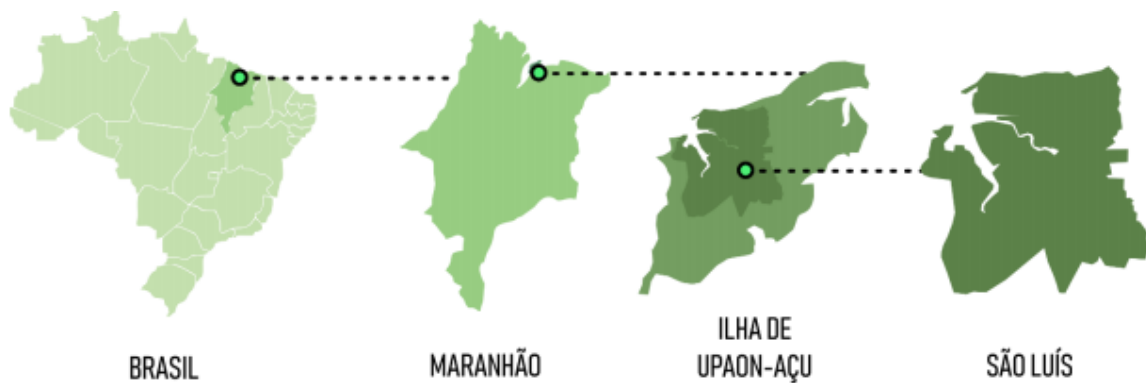 BRASIL
MARANHÃO
ILHA DE
UPAON-AÇU
SÃO LUÍS